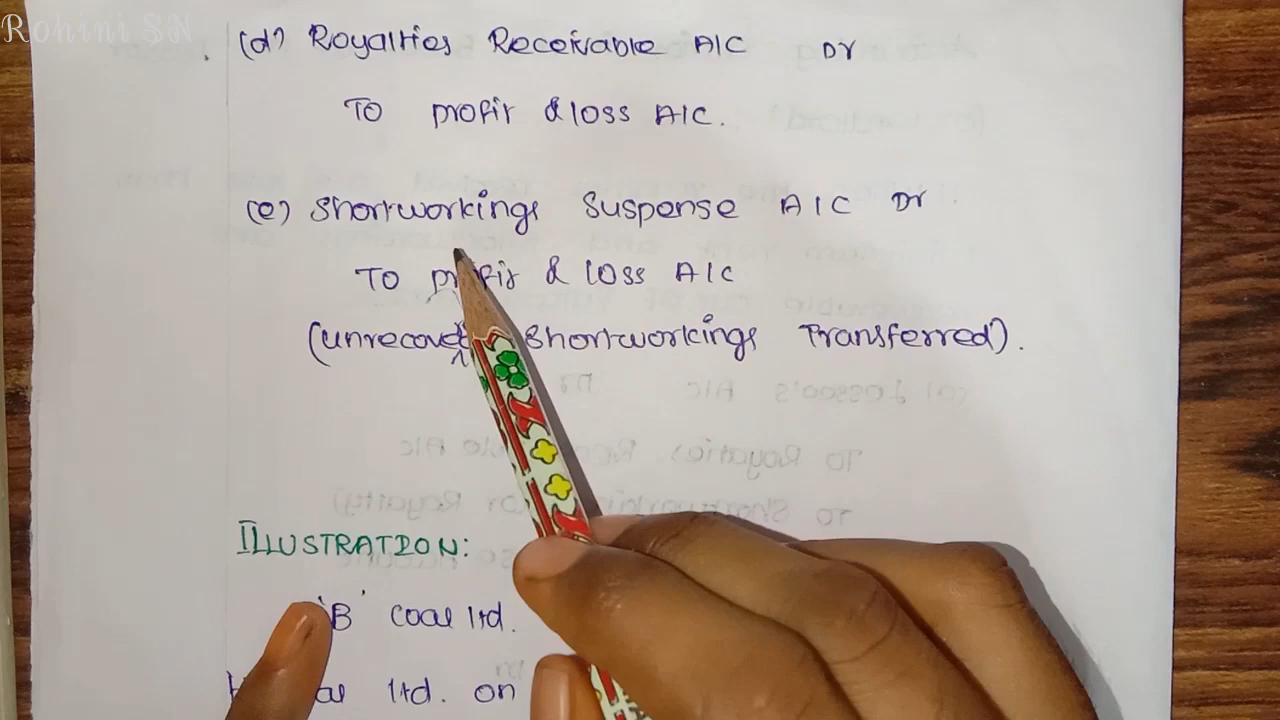 Rohini SN
(d) Royalties Receivable A/C Dr
To profit & loss A/C.
(e) Shortworkings Suspense A/C Dr
To profit & loss A/C
Shortworkings Transferred).
ILLUSTRATION:
'B' coal ltd.
ltd. on